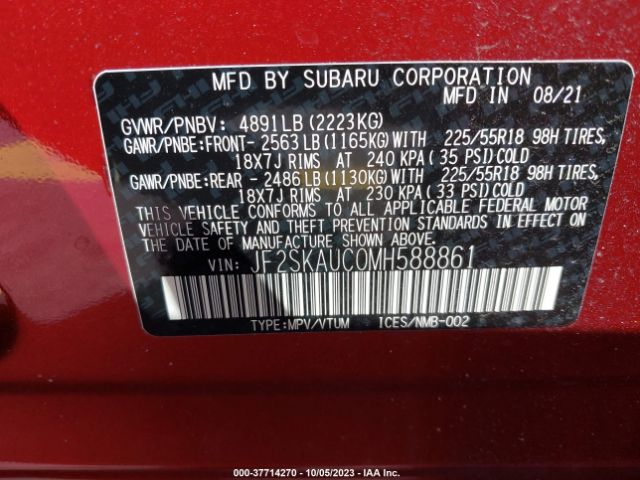 MFD BY SUBARU CORPORATION
MFD IN 08/21
GVWR/PNBV: 4891LB (2223KG)
GAWR/PNBE:FRONT- 2563 LB (1165KG)WITH 225/55R18 98H TIRES,
18X7J RIMS AT 240 KPA (35 PSI)COLD
GAWR/PNBE:REAR - 2486 LB (1130KG)WITH 225/55R18 98H TIRES,
18X7J RIMS AT 230 KPA (33 PSI)COLD
THIS VEHICLE CONFORMS TO ALL APPLICABLE FEDERAL MOTOR
VEHICLE SAFETY AND THEFT PREVENTION STANDARDS IN EFFECT
ON THE DATE OF MANUFACTURE SHOWN ABOVE.
VIN: JF2SKAUC0MH588861
TYPE:MPV/VTUM ICES/NMB-002
000-37714270 - 10/05/2023 - IAA Inc.